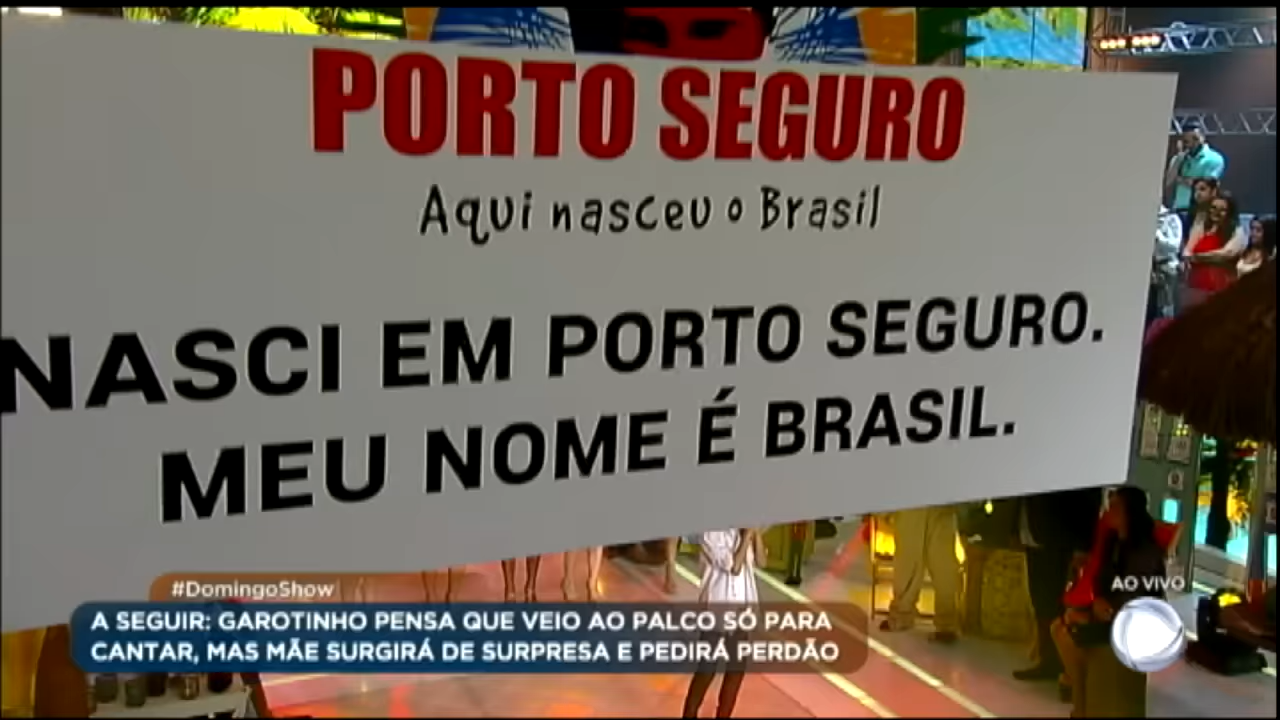 PORTO SEGURO
Aqui nasceu o Brasil
NASCI EM PORTO SEGURO.
MEU NOME É BRASIL.
#DomingoShow
AO VIVO
A SEGUIR: GAROTINHO PENSA QUE VEIO AO PALCO SÓ PARA
CANTAR, MAS MÃE SURGIRÁ DE SURPRESA E PEDIRÁ PERDÃO